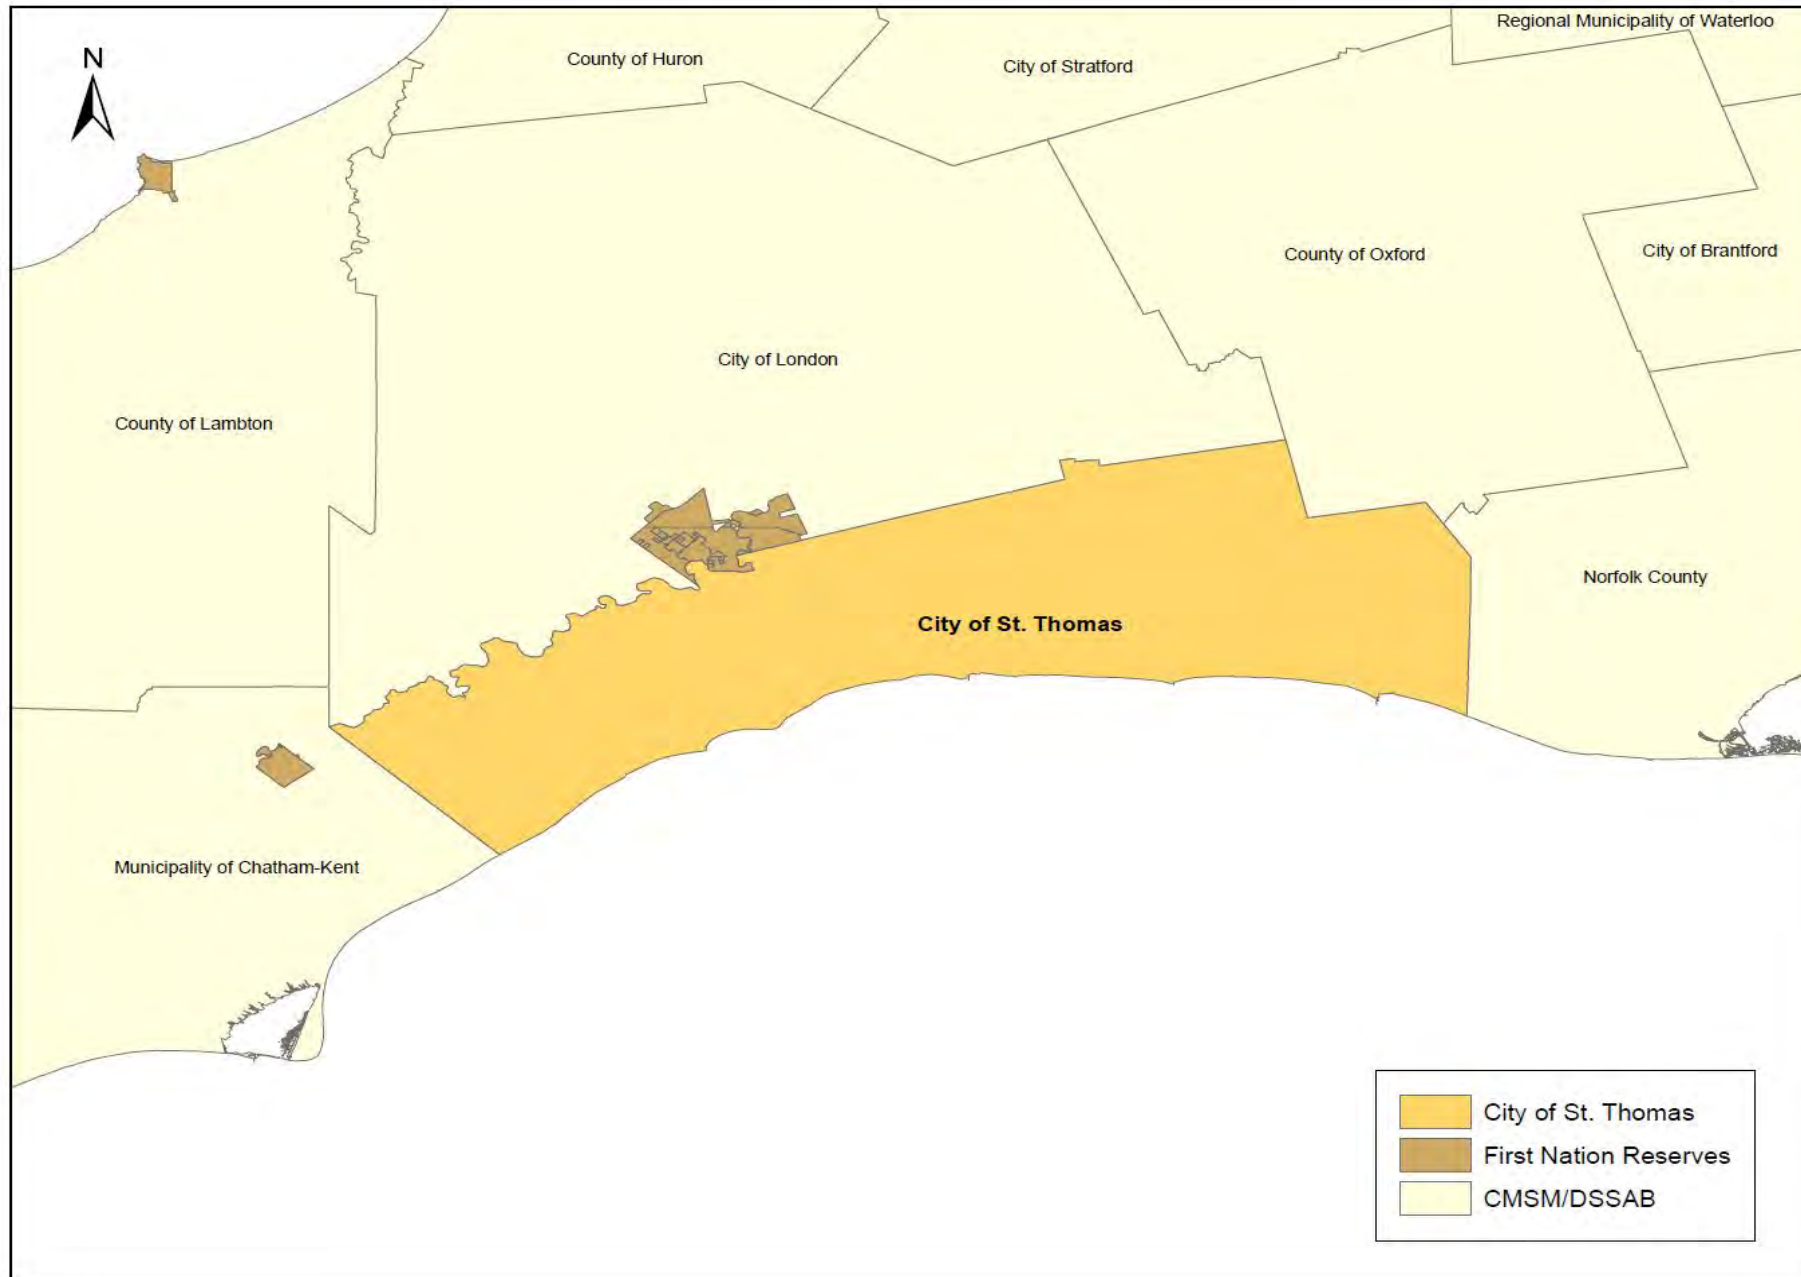 Regional Municipality of Waterloo
N
County of Huron
City of Stratford
County of Oxford
City of Brantford
City of London
County of Lambton
Norfolk County
City of St. Thomas
Municipality of Chatham-Kent
City of St. Thomas
First Nation Reserves
CMSM/DSSAB